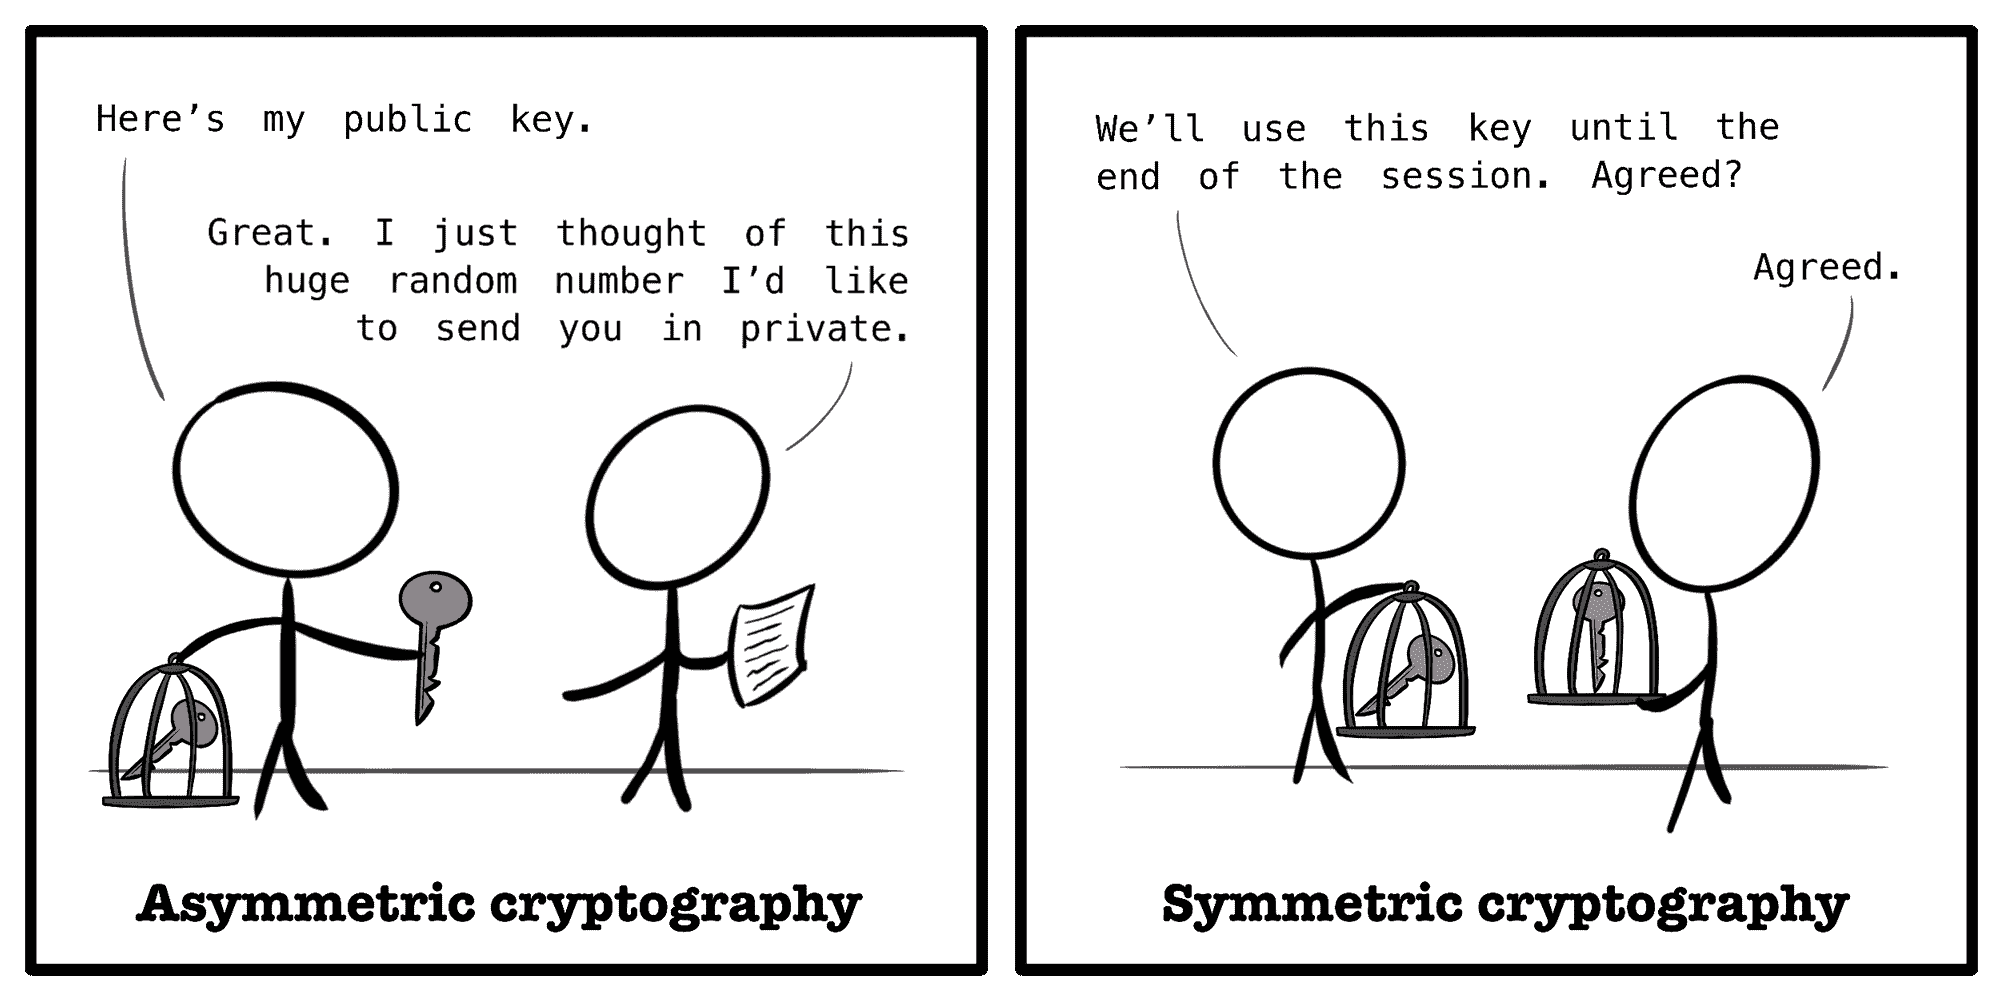 Here’s my public key.
Great. I just thought of this
huge random number I’d like
to send you in private.
Asymmetric cryptography
We’ll use this key until the
end of the session. Agreed?
Agreed.
Symmetric cryptography